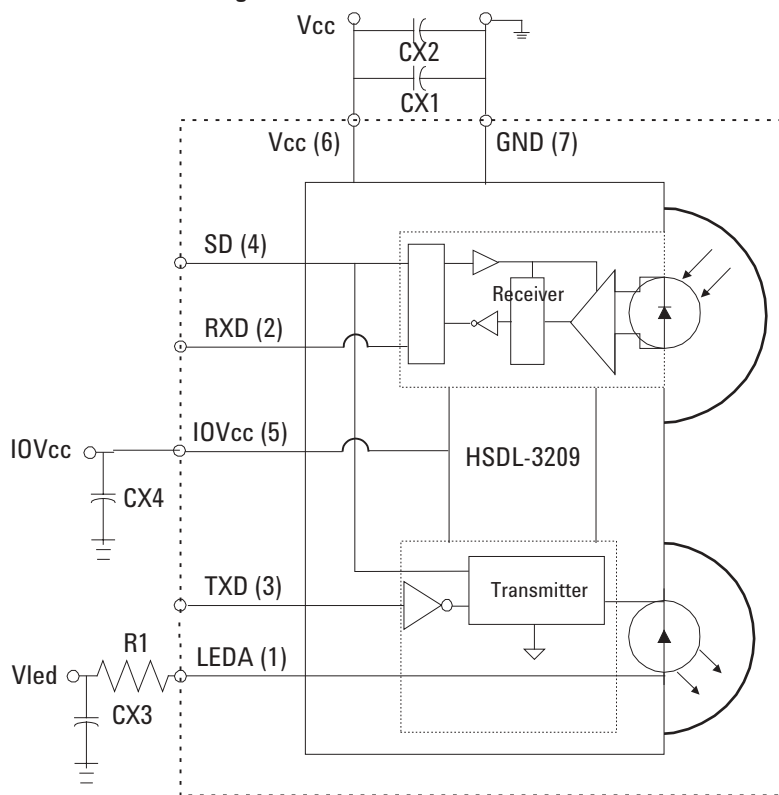 Vcc
CX2
CX1
Vcc (6)
GND (7)
SD (4)
Receiver
RXD (2)
IOVcc
IOVcc (5)
HSDL-3209
CX4
TXD (3)
Transmitter
R1
LEDA (1)
Vled
CX3